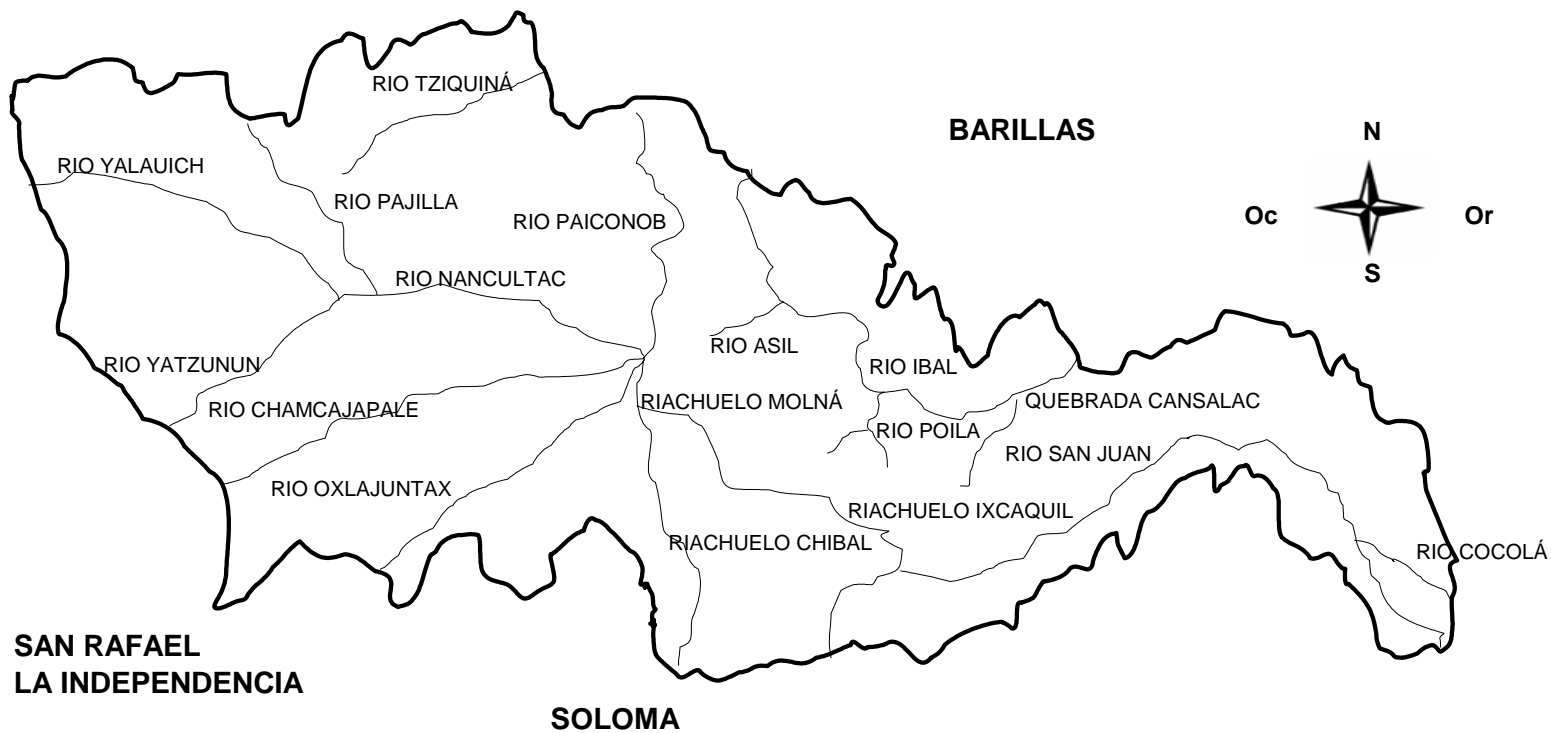 RIO TZIQUINÁ
BARILLAS
N
RIO YALAUICH
RIO PAJILLA
RIO PAICONOB
Oc
Or
RIO NANCULTAC
S
RIO ASIL
RIO YATZUNUN
RIO IBAL
RIO CHAMCAJAPALE
RIACHUELO MOLNÁ
QUEBRADA CANSALAC
RIO POILA
RIO SAN JUAN
RIO OXLAJUNTAX
RIACHUELO IXCAQUIL
RIACHUELO CHIBAL
RIO COCOLÁ
SAN RAFAEL
LA INDEPENDENCIA
SOLOMA